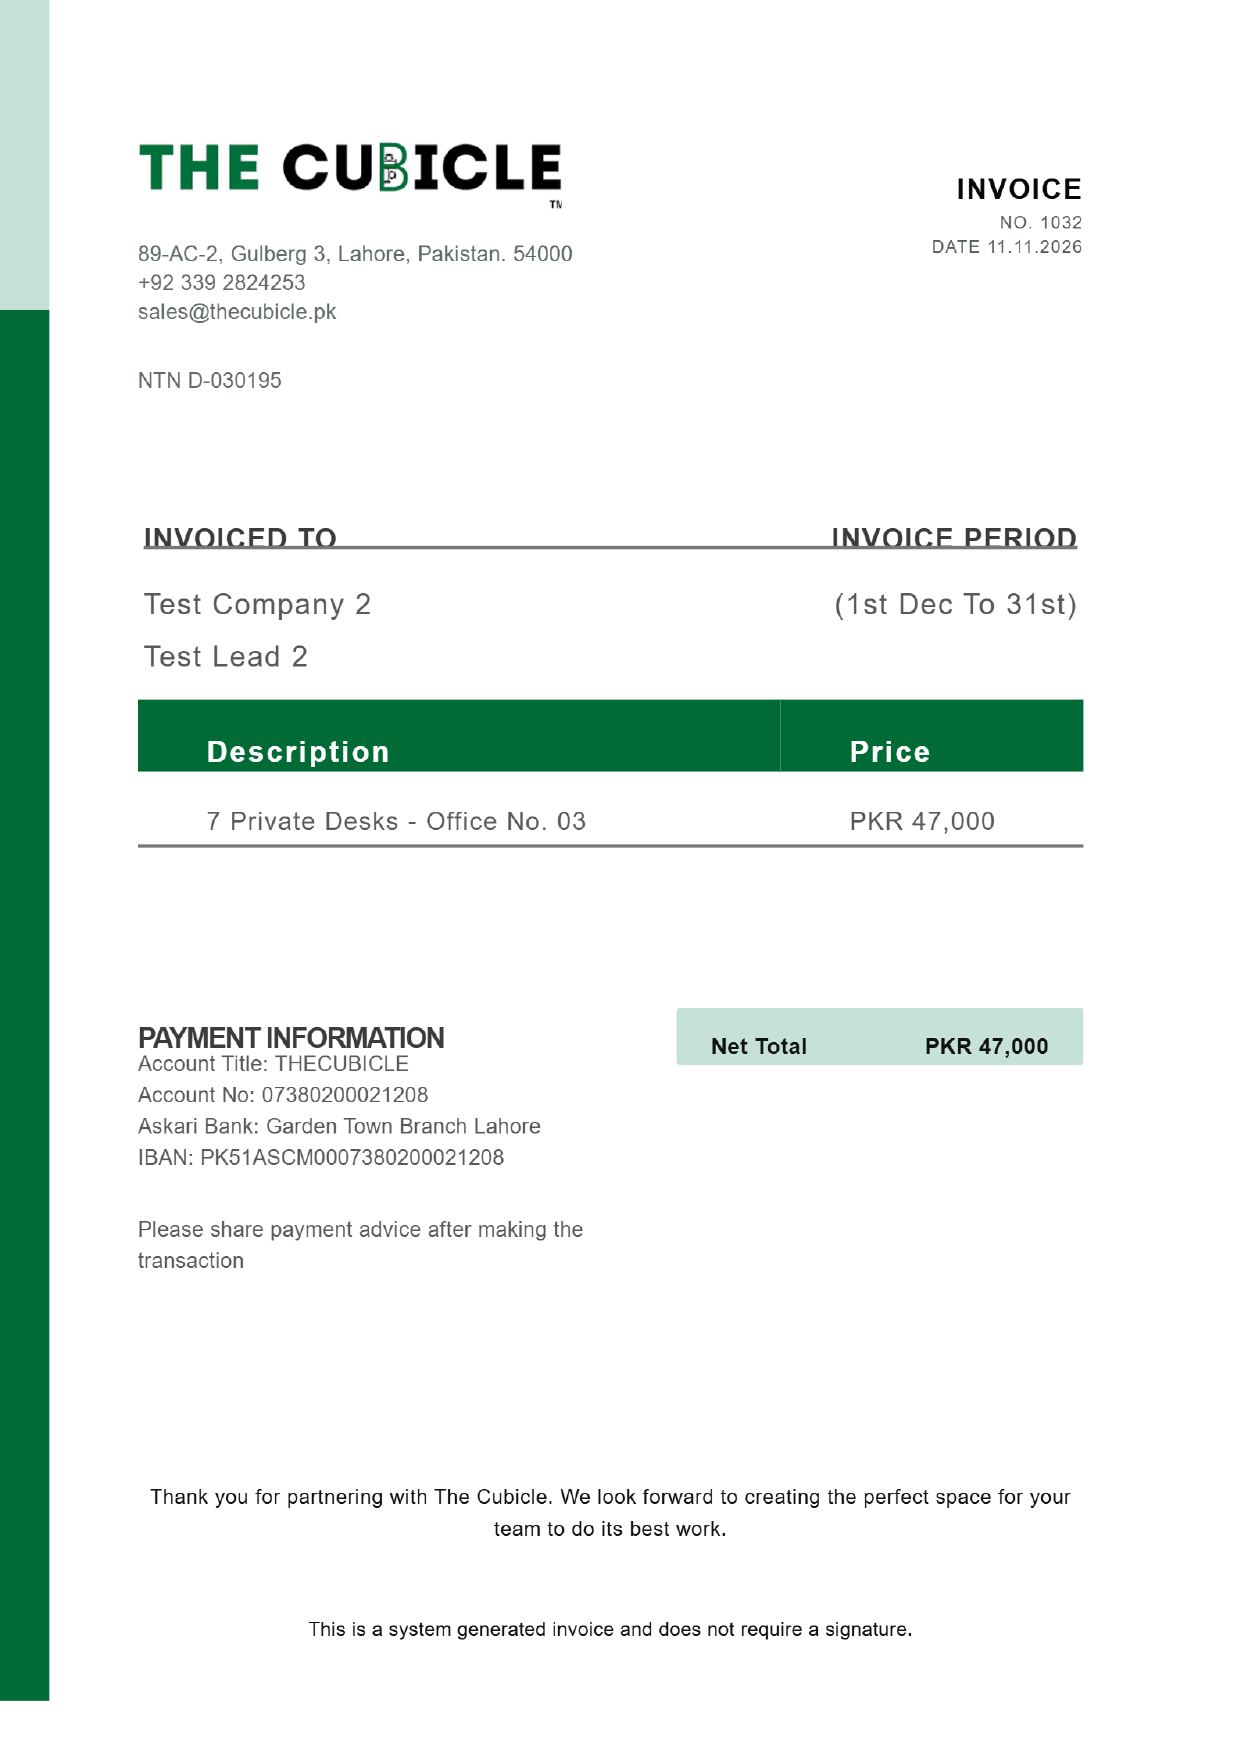 THE CUBICLE
TM
INVOICE
NO. 1032
DATE 11.11.2026
89-AC-2, Gulberg 3, Lahore, Pakistan. 54000
+92 339 2824253
sales@thecubicle.pk
NTN D-030195
INVOICED TO INVOICE PERIOD
Test Company 2 (1st Dec To 31st)
Test Lead 2
Description Price
7 Private Desks - Office No. 03 PKR 47,000
PAYMENT INFORMATION
Account Title: THECUBICLE
Account No: 07380200021208
Askari Bank: Garden Town Branch Lahore
IBAN: PK51ASCM0007380200021208
Net Total PKR 47,000
Please share payment advice after making the
transaction
Thank you for partnering with The Cubicle. We look forward to creating the perfect space for your
team to do its best work.
This is a system generated invoice and does not require a signature.